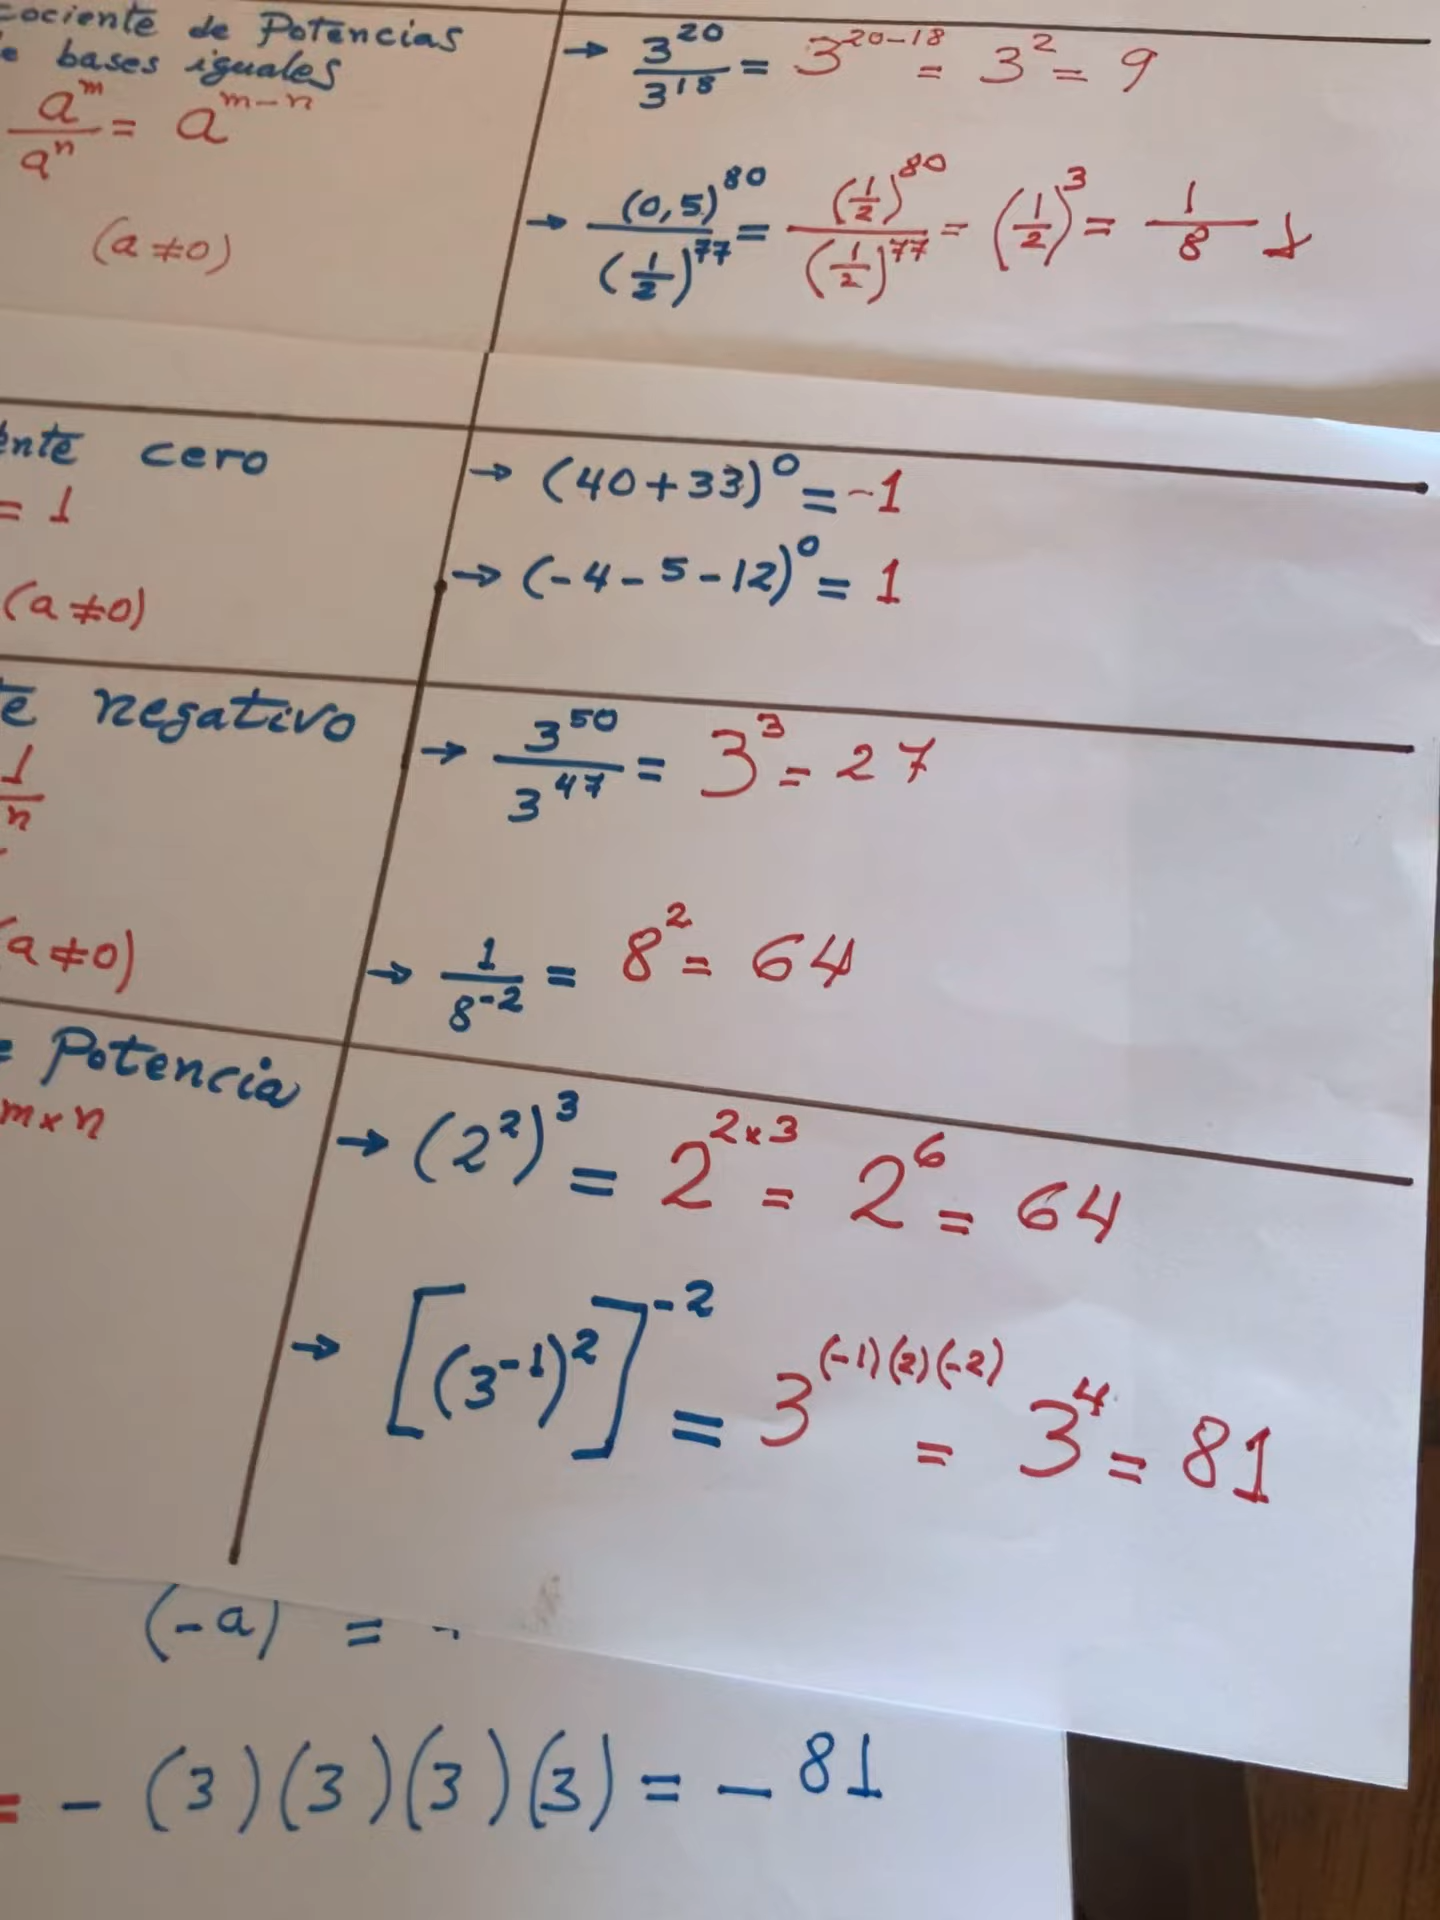 cociente de Potencias
e bases iguales
a^m/a^n = a^(m-n)
(a≠0)
→ 3^20/3^18 = 3^(20-18) = 3^2 = 9
→ (0,5)^80/(1/2)^77 = (1/2)^80/(1/2)^77 = (1/2)^3 = 1/8
ente cero
= 1
(a≠0)
→ (40+33)^0 = -1
→ (-4-5-12)^0 = 1
te negativo
1/n
(a≠0)
→ 3^50/3^47 = 3^3 = 27
→ 1/8^-2 = 8^2 = 64
e Potencia
m×n
→ (2^2)^3 = 2^(2×3) = 2^6 = 64
→ [(3^-1)^2]^-2 = 3^((-1)(2)(-2)) = 3^4 = 81
(-a) =
= - (3)(3)(3)(3) = - 81